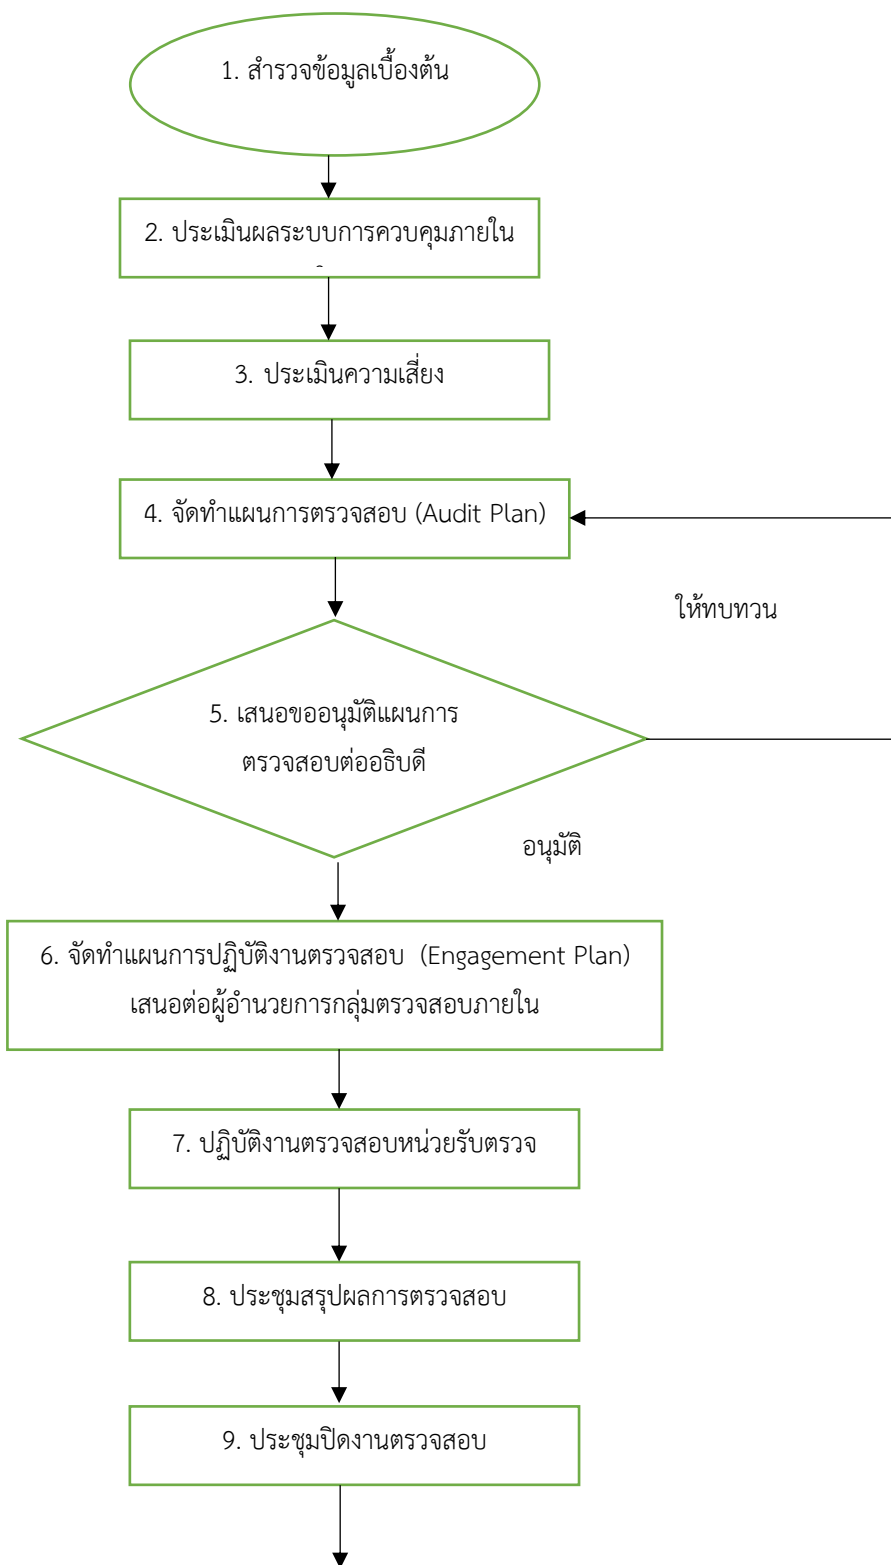 1. สำรวจข้อมูลเบื้องต้น
2. ประเมินผลระบบการควบคุมภายใน
3. ประเมินความเสี่ยง
4. จัดทำแผนการตรวจสอบ (Audit Plan)
ให้ทบทวน
5. เสนอขออนุมัติแผนการ
ตรวจสอบต่ออธิบดี
อนุมัติ
6. จัดทำแผนการปฏิบัติงานตรวจสอบ (Engagement Plan)
เสนอต่อผู้อำนวยการกลุ่มตรวจสอบภายใน
7. ปฏิบัติงานตรวจสอบหน่วยรับตรวจ
8. ประชุมสรุปผลการตรวจสอบ
9. ประชุมปิดงานตรวจสอบ